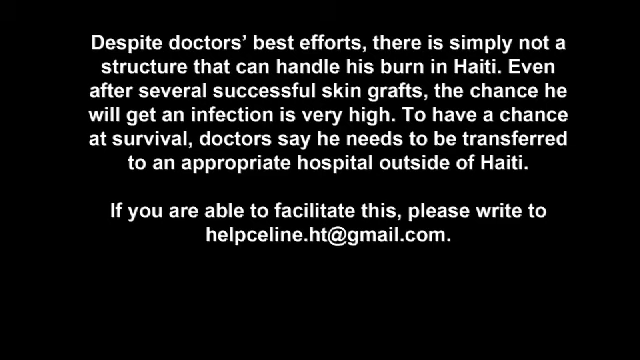 Despite doctors’ best efforts, there is simply not a
structure that can handle his burn in Haiti. Even
after several successful skin grafts, the chance he
will get an infection is very high. To have a chance
at survival, doctors say he needs to be transferred
to an appropriate hospital outside of Haiti.
If you are able to facilitate this, please write to
helpceline.ht@gmail.com.